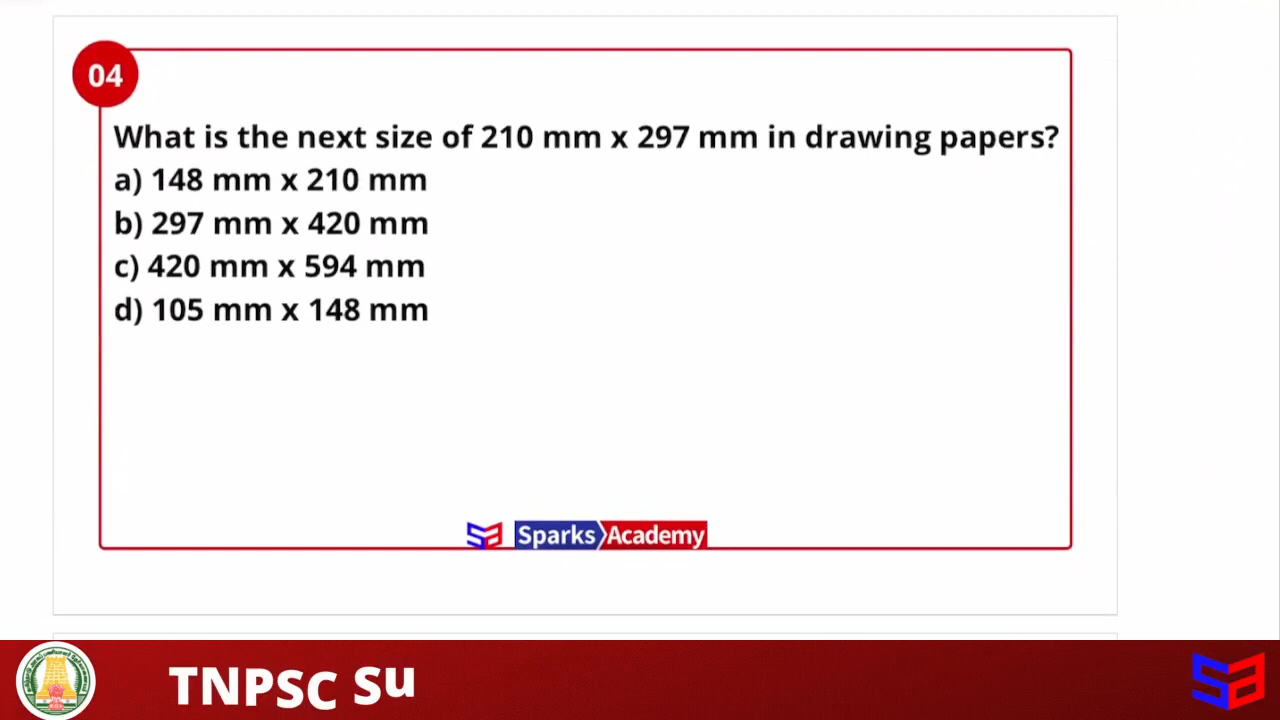 04
What is the next size of 210 mm x 297 mm in drawing papers?
a) 148 mm x 210 mm
b) 297 mm x 420 mm
c) 420 mm x 594 mm
d) 105 mm x 148 mm
Sparks Academy
TNPSC Su